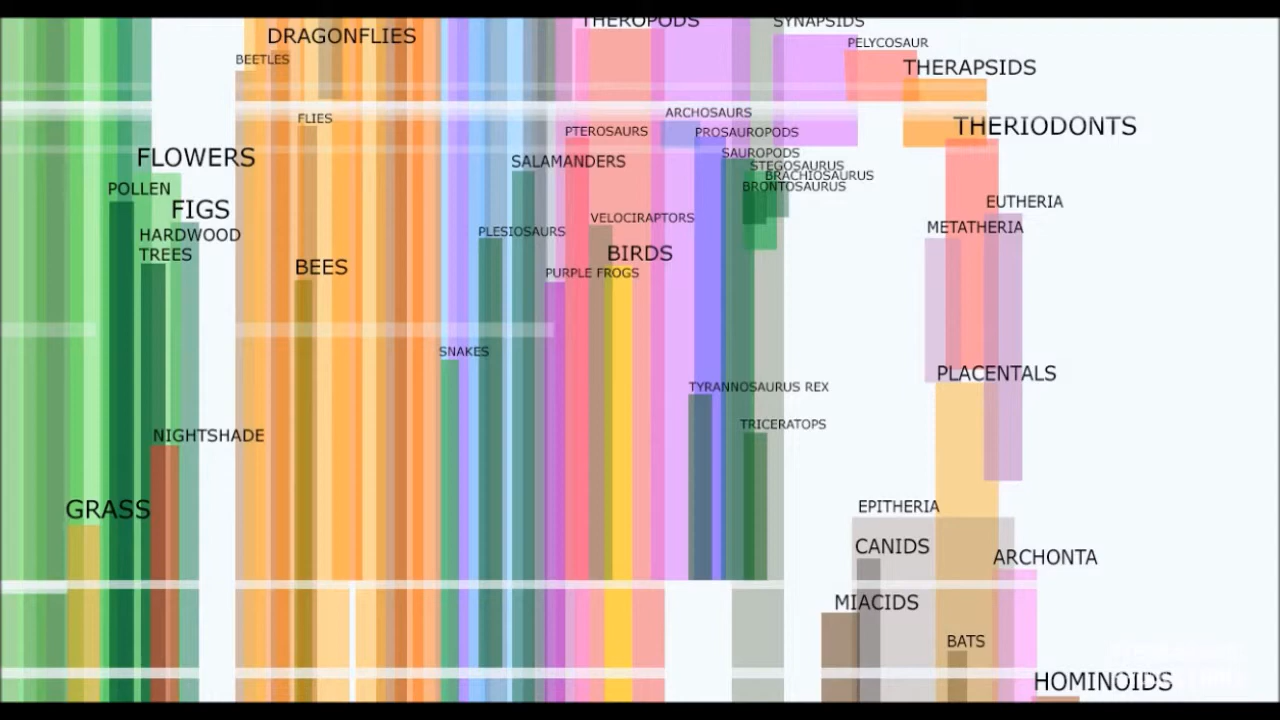 THEROPODS
SYNAPSIDS
DRAGONFLIES
PELYCOSAUR
BEETLES
THERAPSIDS
ARCHOSAURS
FLIES
THERIODONTS
PTEROSAURS
PROSAUROPODS
SAUROPODS
FLOWERS
SALAMANDERS
STEGOSAURUS
BRACHIOSAURUS
BRONTOSAURUS
POLLEN
EUTHERIA
FIGS
VELOCIRAPTORS
METATHERIA
PLESIOSAURS
HARDWOOD
TREES
BIRDS
BEES
PURPLE FROGS
SNAKES
PLACENTALS
TYRANNOSAURUS REX
TRICERATOPS
NIGHTSHADE
EPITHERIA
GRASS
CANIDS
ARCHONTA
MIACIDS
BATS
HOMINOIDS